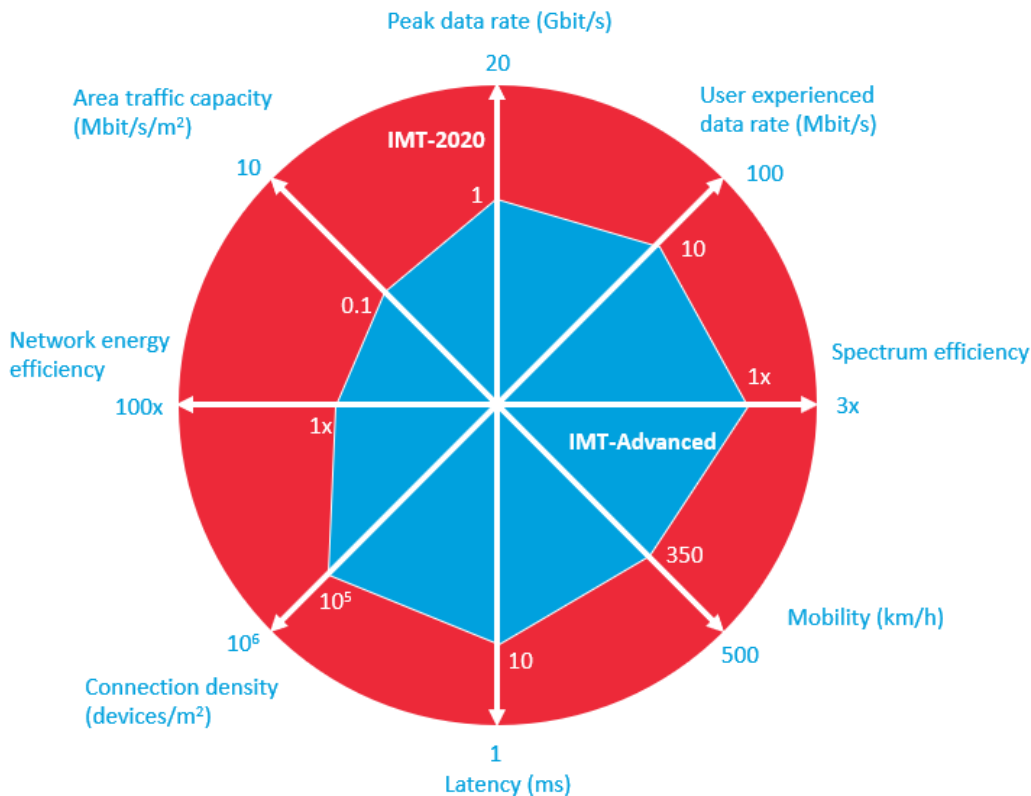 Peak data rate (Gbit/s)
20
Area traffic capacity
(Mbit/s/m²)
10
User experienced
data rate (Mbit/s)
100
IMT-2020
1
10
0.1
Network energy
efficiency
100x
1x
Spectrum efficiency
3x
1x
IMT-Advanced
350
Mobility (km/h)
500
10⁵
10⁶
Connection density
(devices/m²)
10
1
Latency (ms)